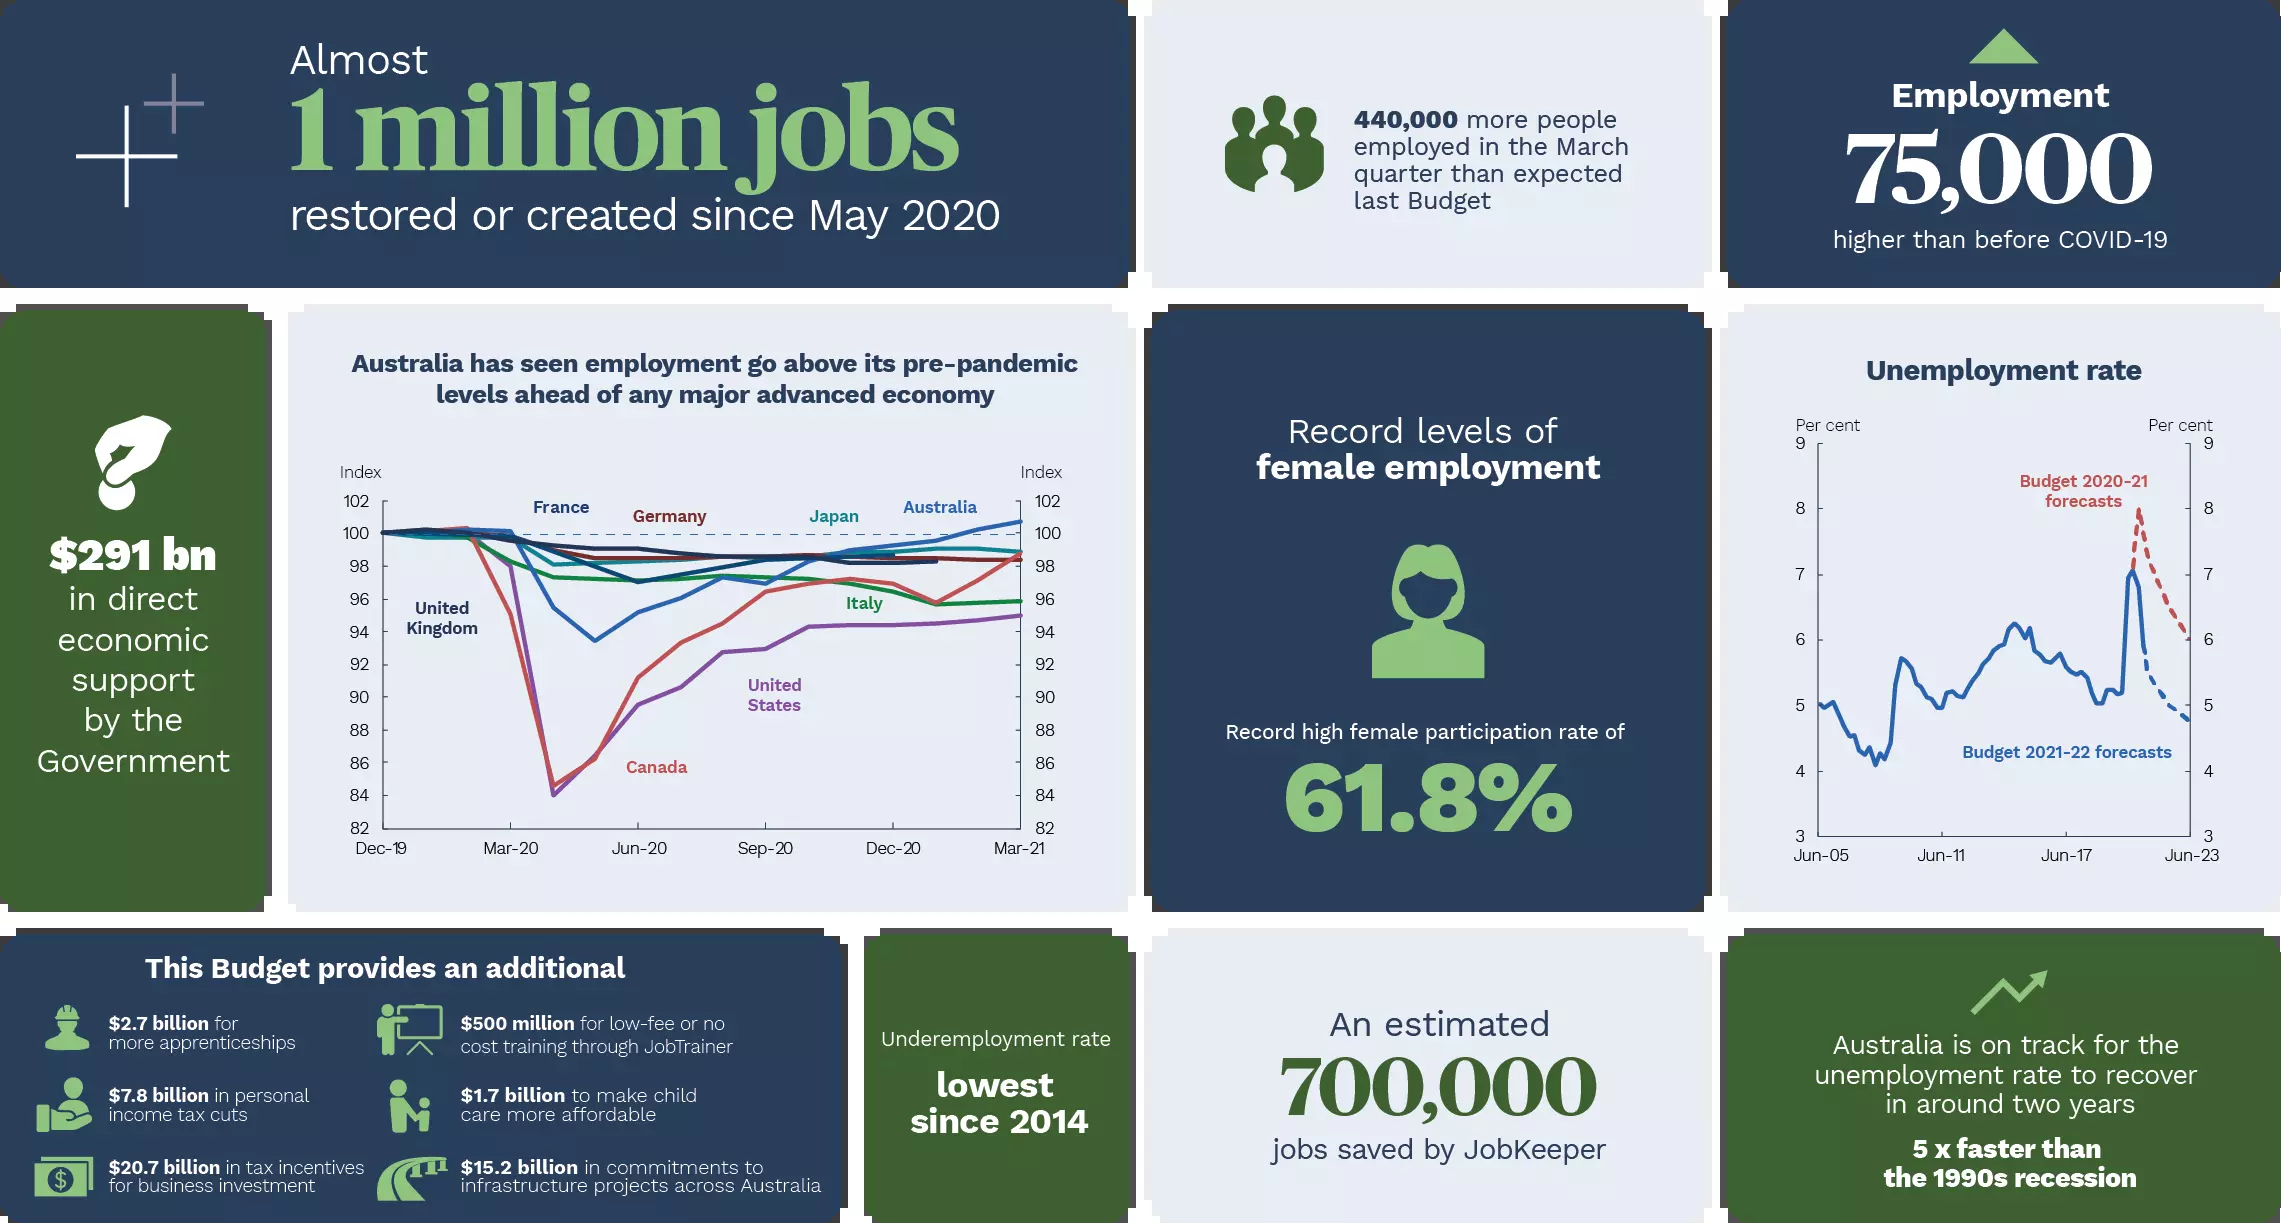 Almost
1 million jobs
restored or created since May 2020
440,000 more people
employed in the March
quarter than expected
last Budget
Employment
75,000
higher than before COVID-19
$291 bn
in direct
economic
support
by the
Government
Australia has seen employment go above its pre-pandemic
levels ahead of any major advanced economy
Index
Index
102
100
98
96
94
92
90
88
86
84
82
102
100
98
96
94
92
90
88
86
84
82
France
Germany
Japan
Australia
United
Kingdom
Italy
United
States
Canada
Dec-19
Mar-20
Jun-20
Sep-20
Dec-20
Mar-21
Record levels of
female employment
Record high female participation rate of
61.8%
Unemployment rate
Per cent
Per cent
9
8
7
6
5
4
3
9
8
7
6
5
4
3
Budget 2020-21
forecasts
Budget 2021-22 forecasts
Jun-05
Jun-11
Jun-17
Jun-23
This Budget provides an additional
$2.7 billion for
more apprenticeships
$7.8 billion in personal
income tax cuts
$
$20.7 billion in tax incentives
for business investment
$500 million for low-fee or no
cost training through JobTrainer
$1.7 billion to make child
care more affordable
$15.2 billion in commitments to
infrastructure projects across Australia
Underemployment rate
lowest
since 2014
An estimated
700,000
jobs saved by JobKeeper
Australia is on track for the
unemployment rate to recover
in around two years
5 x faster than
the 1990s recession